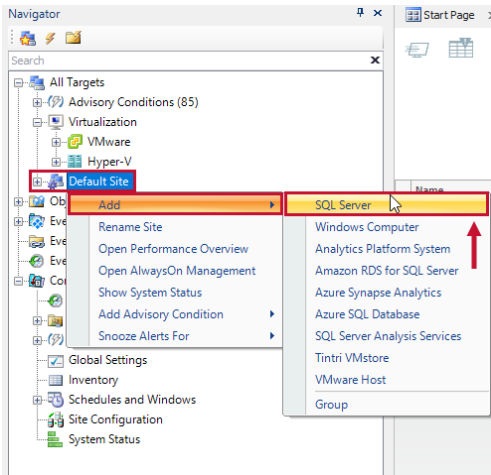 Navigator
Start Page
Search
All Targets
Advisory Conditions (85)
Virtualization
VMware
Hyper-V
Default Site
Name
Add
SQL Server
Rename Site
Windows Computer
Open Performance Overview
Analytics Platform System
Open AlwaysOn Management
Amazon RDS for SQL Server
Show System Status
Azure Synapse Analytics
Add Advisory Condition
Azure SQL Database
Snooze Alerts For
SQL Server Analysis Services
Global Settings
Tintri VMstore
Inventory
VMware Host
Schedules and Windows
Group
Site Configuration
System Status